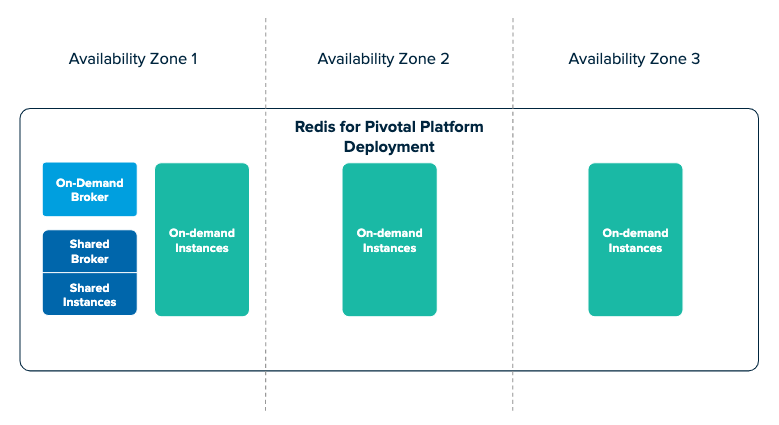 Availability Zone 1
Availability Zone 2
Availability Zone 3
Redis for Pivotal Platform
Deployment
On-Demand
Broker
Shared
Broker
Shared
Instances
On-demand
Instances
On-demand
Instances
On-demand
Instances